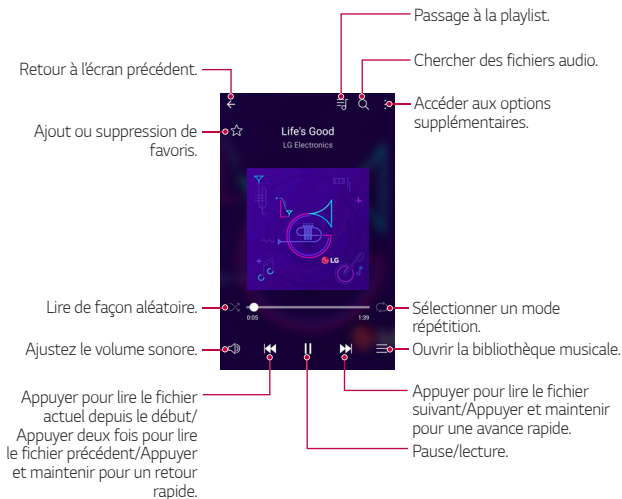 Passage à la playlist.
Chercher des fichiers audio.
Retour à l'écran précédent.
Accéder aux options
supplémentaires.
Ajout ou suppression de
favoris.
Life's Good
LG Electronics
LG
Lire de façon aléatoire.
0:05
1:39
Sélectionner un mode
répétition.
Ajustez le volume sonore.
Ouvrir la bibliothèque musicale.
Appuyer pour lire le fichier
actuel depuis le début/
Appuyer deux fois pour lire
le fichier précédent/Appuyer
et maintenir pour un retour
rapide.
Appuyer pour lire le fichier
suivant/Appuyer et maintenir
pour une avance rapide.
Pause/lecture.